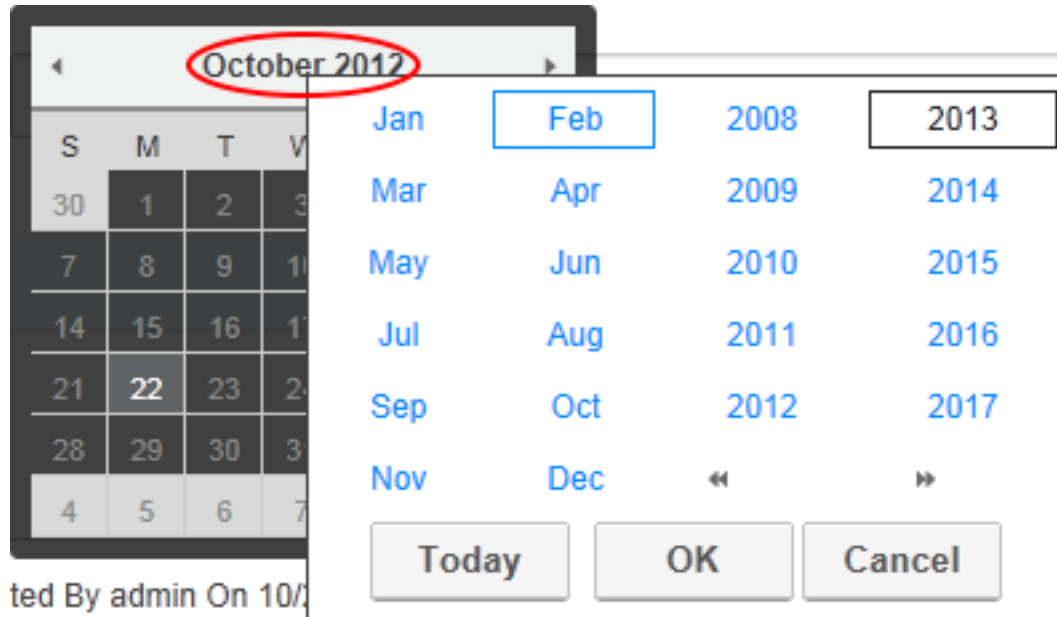 October 2012
S M T W
30 1 2 3
7 8 9
14 15 16
21 22 23
28 29 30
4 5 6 7
Jan Feb 2008 2013
Mar Apr 2009 2014
May Jun 2010 2015
Jul Aug 2011 2016
Sep Oct 2012 2017
Nov Dec
Today OK Cancel
ted By admin On 10/